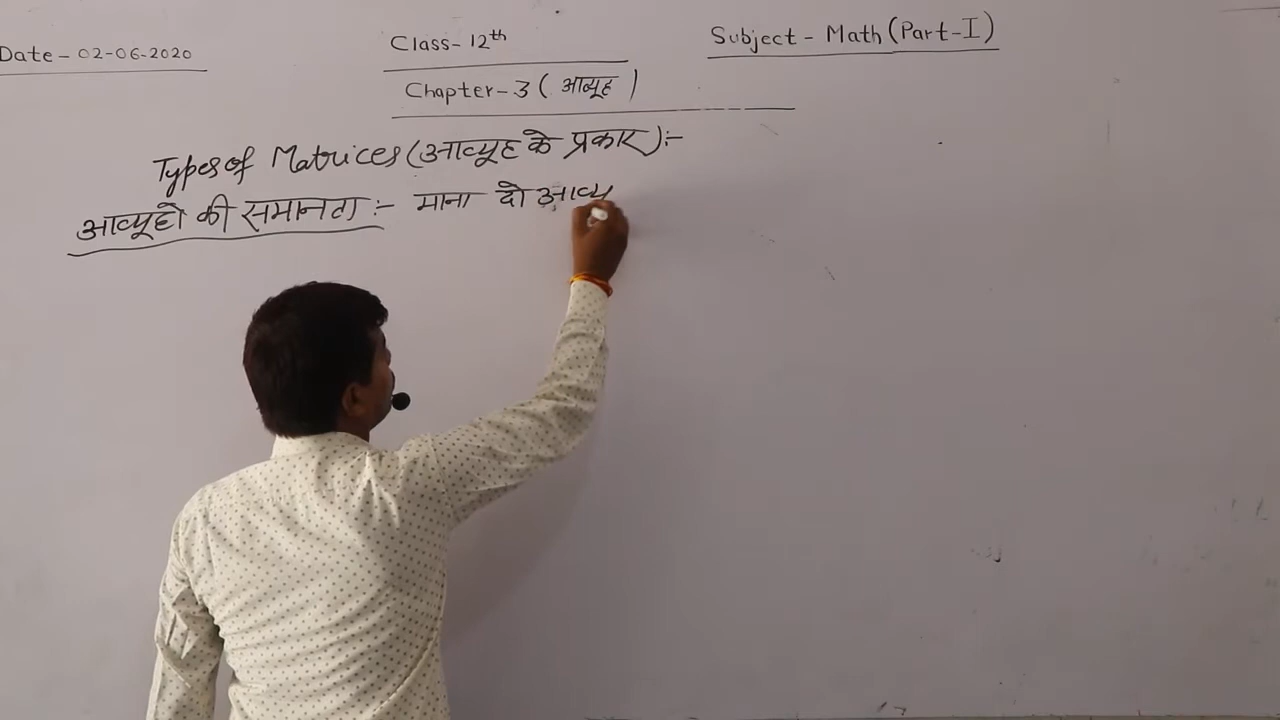 Date - 02-06-2020
Class- 12th
Subject - Math (Part-I)
Chapter-3 ( आव्यूह )
Types of Matrices (आव्यूह के प्रकार) :-
आव्यूहो की समानता :- माना दो आव्यू